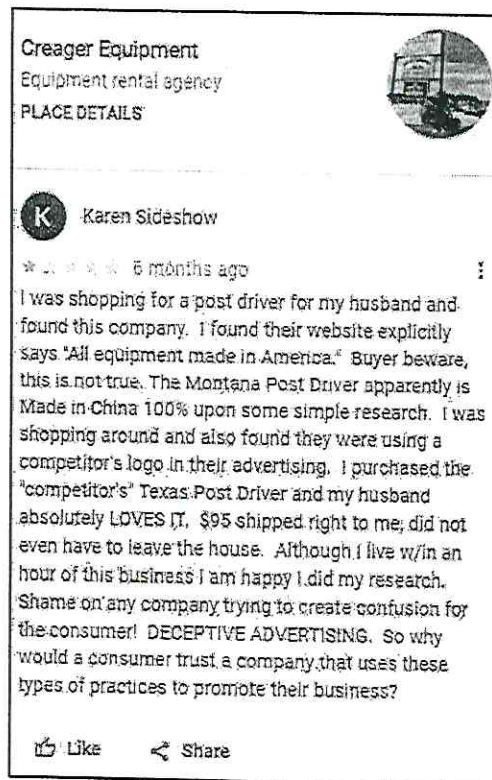 Creager Equipment
Equipment rental agency
PLACE DETAILS
K Karen Sideshow
6 months ago
I was shopping for a post driver for my husband and
found this company. I found their website explicitly
says "All equipment made in America." Buyer beware,
this is not true. The Montana Post Driver apparently is
Made in China 100% upon some simple research. I was
shopping around and also found they were using a
competitor's logo in their advertising. I purchased the
"competitor's" Texas Post Driver and my husband
absolutely LOVES IT. $95 shipped right to me; did not
even have to leave the house. Although I live w/in an
hour of this business I am happy I did my research.
Shame on any company trying to create confusion for
the consumer! DECEPTIVE ADVERTISING. So why
would a consumer trust a company that uses these
types of practices to promote their business?
Like Share